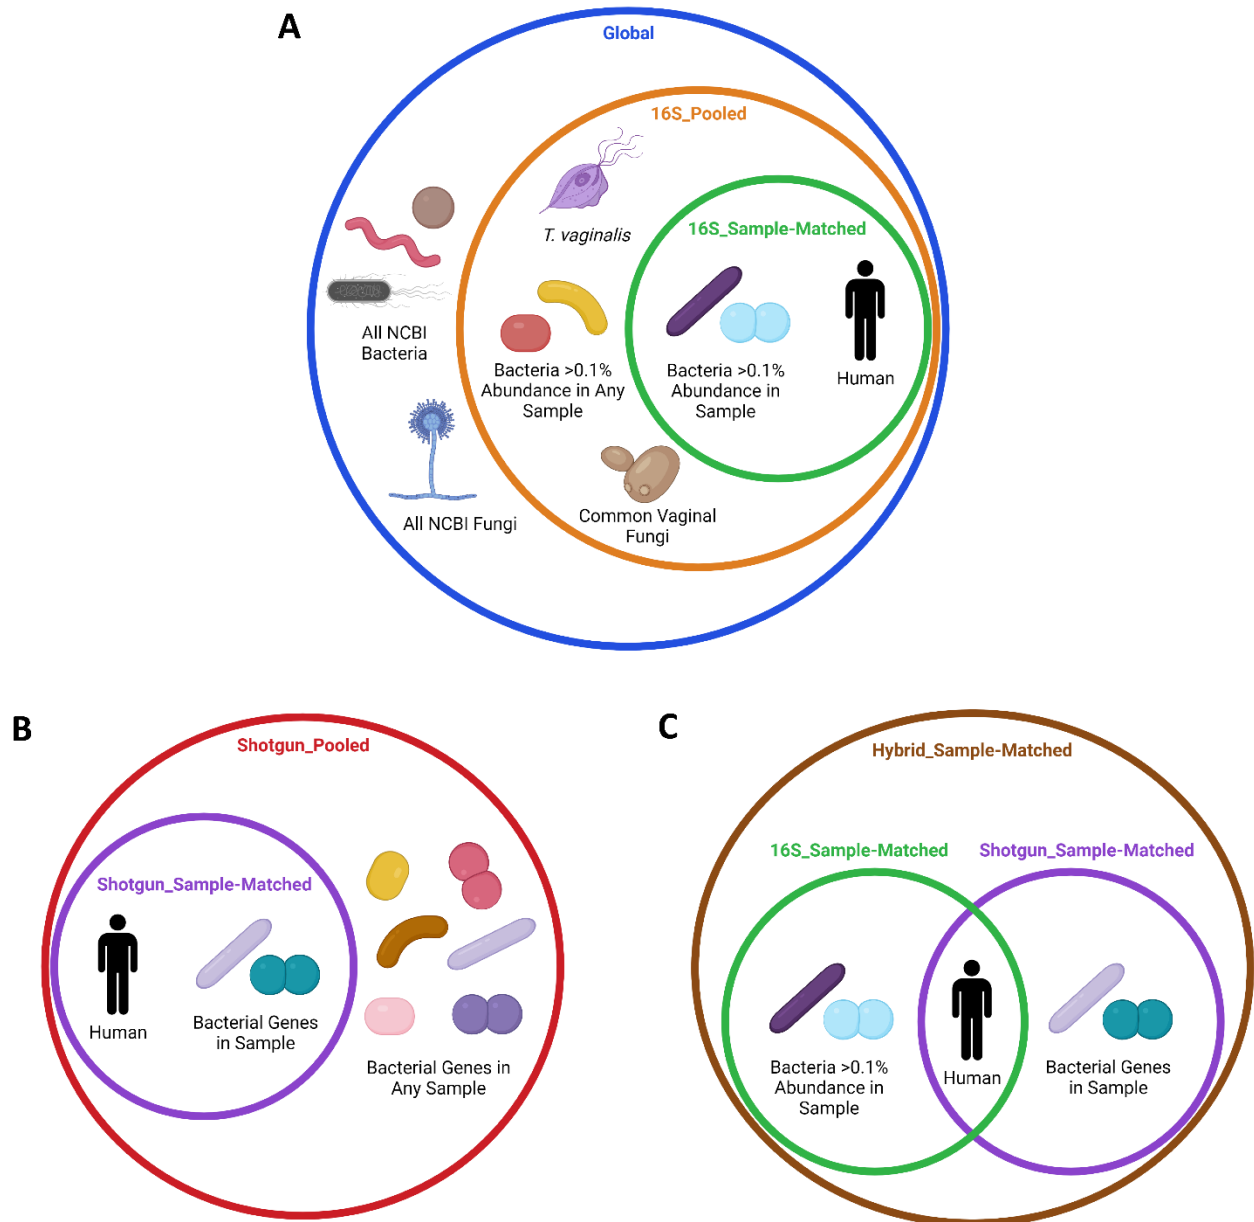 A
Global
16S_Pooled
T. vaginalis
16S_Sample-Matched
All NCBI
Bacteria
Bacteria >0.1%
Abundance in Any
Sample
Bacteria >0.1%
Abundance in
Sample
Human
All NCBI Fungi
Common Vaginal
Fungi
B
Shotgun_Pooled
Shotgun_Sample-Matched
Human
Bacterial Genes
in Sample
Bacterial Genes in
Any Sample
C
Hybrid_Sample-Matched
16S_Sample-Matched
Shotgun_Sample-Matched
Bacteria >0.1%
Abundance in
Sample
Human
Bacterial Genes
in Sample